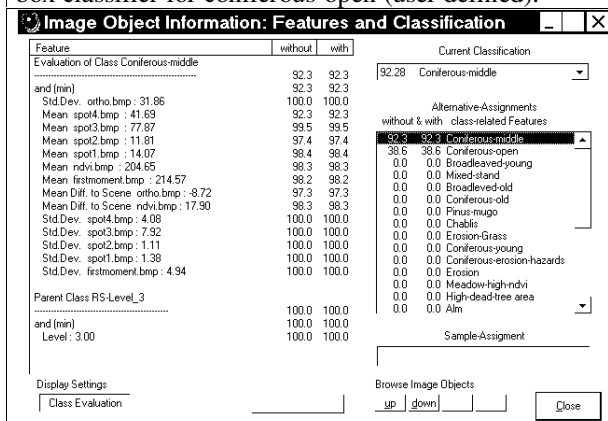 box classifier for coniferous-open (user defined).
Image Object Information: Features and Classification
Feature without with
Evaluation of Class Coniferous-middle
92.3 92.3
and (min) 92.3 92.3
Std.Dev. ortho.bmp : 31.86 100.0 100.0
Mean spot4.bmp : 41.69 92.3 92.3
Mean spot3.bmp : 77.87 99.5 99.5
Mean spot2.bmp : 11.81 97.4 97.4
Mean spot1.bmp : 14.07 98.4 98.4
Mean ndvi.bmp : 204.65 98.3 98.3
Mean firstmoment.bmp : 214.57 98.2 98.2
Mean Diff. to Scene ortho.bmp : -8.72 97.3 97.3
Mean Diff. to Scene ndvi.bmp : 17.90 98.3 98.3
Std.Dev. spot4.bmp : 4.08 100.0 100.0
Std.Dev. spot3.bmp : 7.92 100.0 100.0
Std.Dev. spot2.bmp : 1.11 100.0 100.0
Std.Dev. spot1.bmp : 1.38 100.0 100.0
Std.Dev. firstmoment.bmp : 4.94 100.0 100.0
Parent Class RS-Level_3
100.0 100.0
and (min) 100.0 100.0
Level : 3.00 100.0 100.0
Display Settings
Class Evaluation
Current Classification
92.28 Coniferous-middle
Alternative-Assignments
without & with class-related Features
92.3 92.3 Coniferous-middle
38.6 38.6 Coniferous-open
0.0 0.0 Broadleaved-young
0.0 0.0 Mixed-stand
0.0 0.0 Broadleved-old
0.0 0.0 Coniferous-old
0.0 0.0 Pinus-mugo
0.0 0.0 Chablis
0.0 0.0 Erosion-Grass
0.0 0.0 Coniferous-young
0.0 0.0 Coniferous-erosion-hazards
0.0 0.0 Erosion
0.0 0.0 Meadow-high-ndvi
0.0 0.0 High-dead-tree area
0.0 0.0 Alm
Sample-Assigment
Browse Image Objects
up down
Close